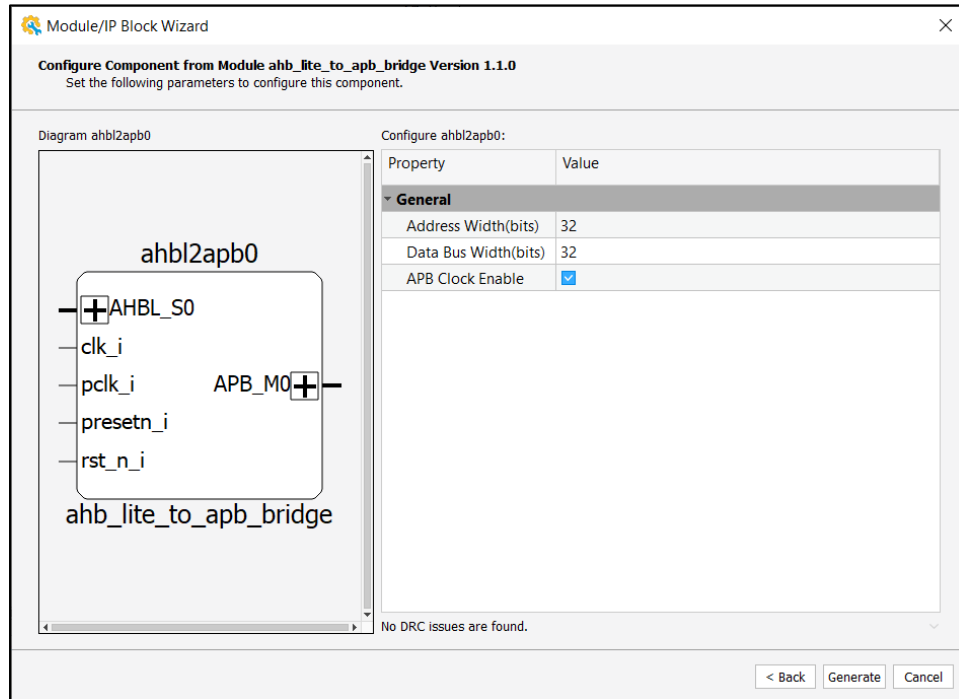 Module/IP Block Wizard
Configure Component from Module ahb_lite_to_apb_bridge Version 1.1.0
Set the following parameters to configure this component.
Diagram ahbl2apb0
ahbl2apb0
AHBL_S0
clk_i
pclk_i
APB_M0
presetn_i
rst_n_i
ahb_lite_to_apb_bridge
Configure ahbl2apb0:
Property Value
General
Address Width(bits) 32
Data Bus Width(bits) 32
APB Clock Enable
No DRC issues are found.
< Back Generate Cancel